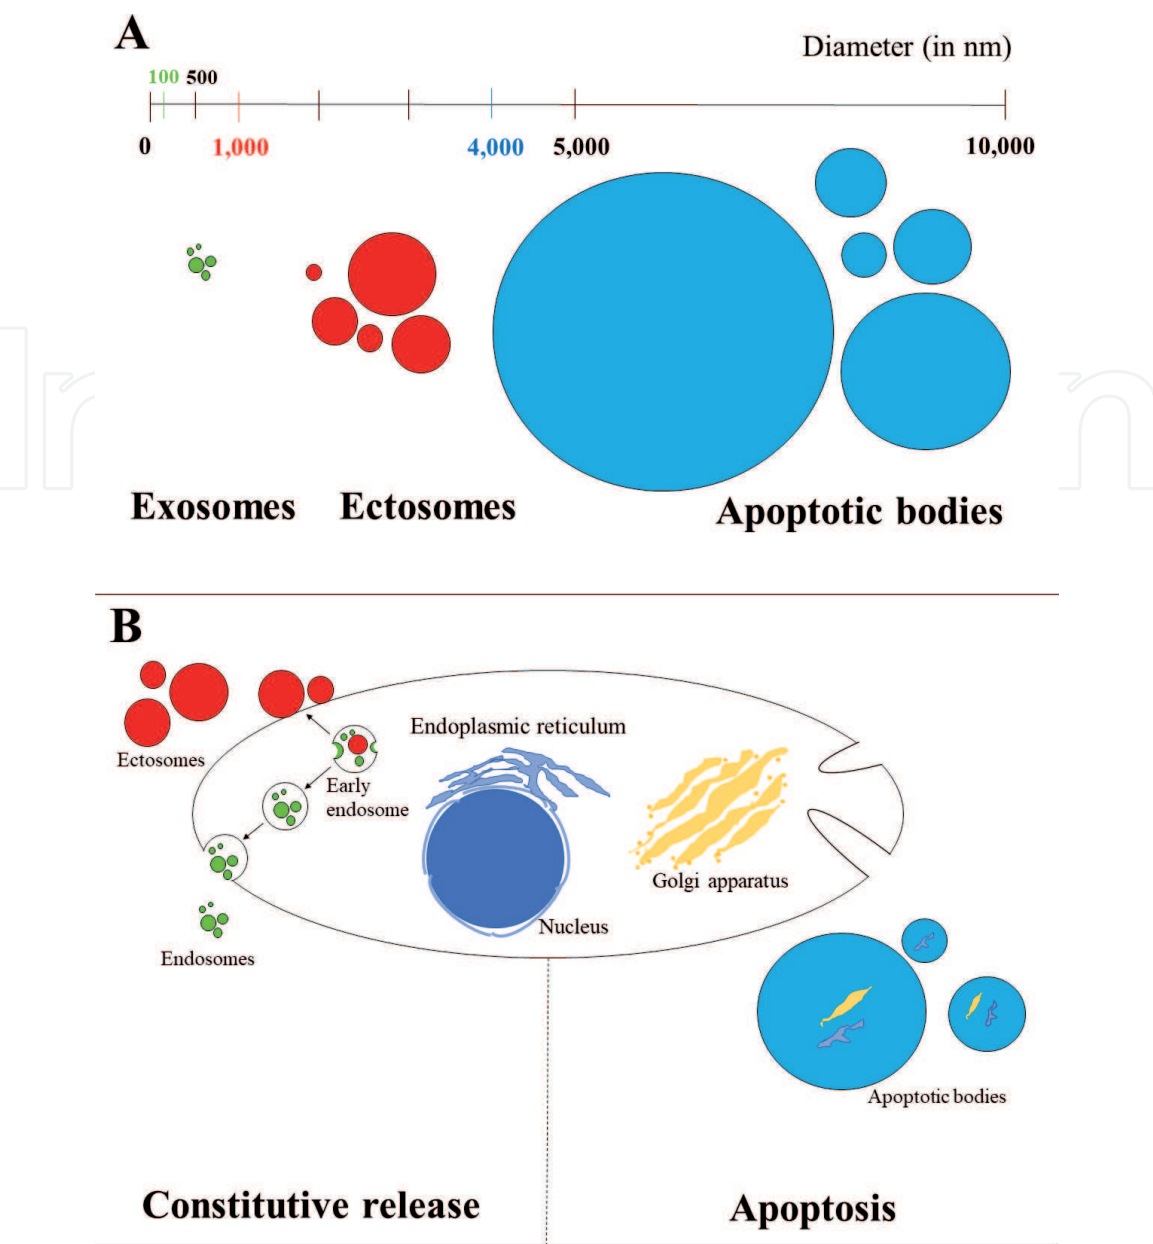 A
Diameter (in nm)
100 500
0 1,000 4,000 5,000 10,000
Exosomes Ectosomes Apoptotic bodies
B
Endoplasmic reticulum
Ectosomes
Early
endosome
Golgi apparatus
Nucleus
Endosomes
Apoptotic bodies
Constitutive release Apoptosis